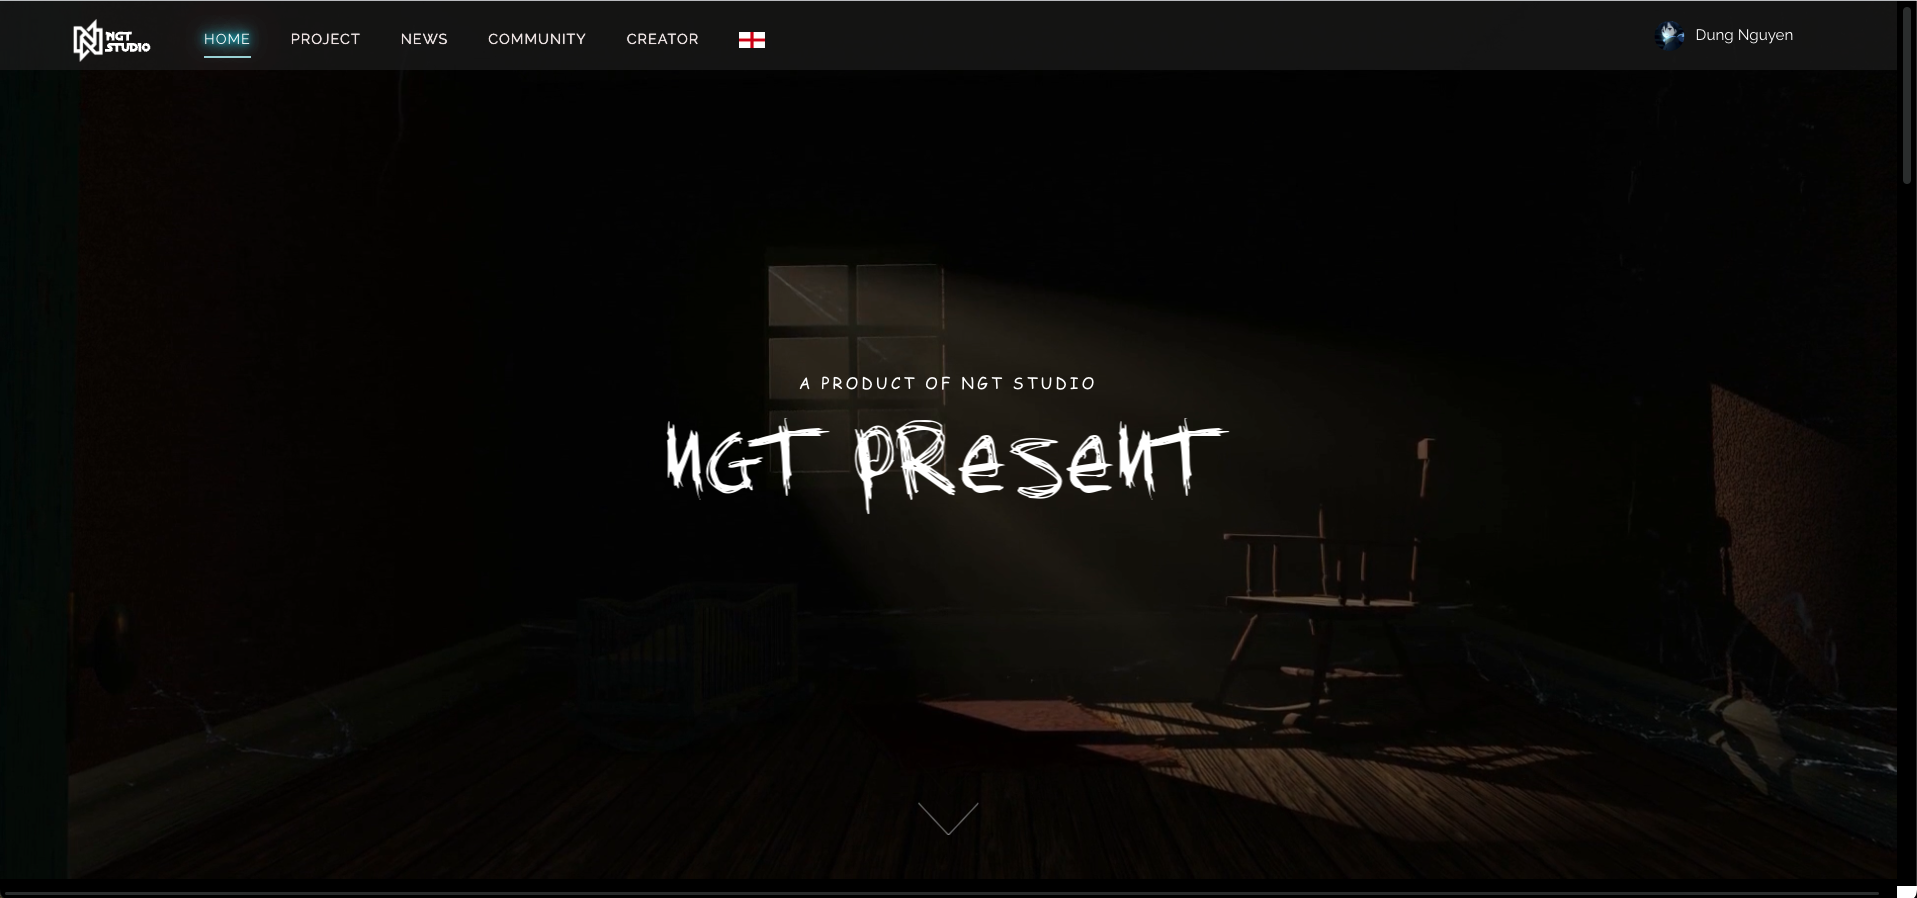 NGT
STUDIO
HOME PROJECT NEWS COMMUNITY CREATOR
Dung Nguyen
A PRODUCT OF NGT STUDIO
NGT PReSeNT